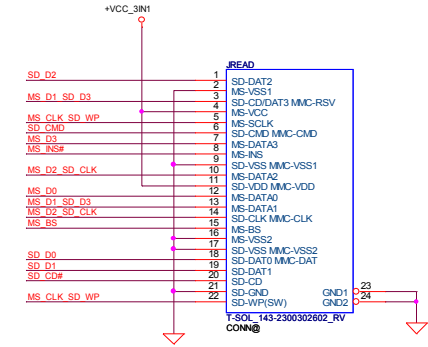 +VCC_3IN1
JREAD
SD_D2 1 SD-DAT2
2 MS-VSS1
MS_D1_SD_D3 3 SD-CD/DAT3 MMC-RSV
4 MS-VCC
MS_CLK_SD_WP 5 MS-SCLK
SD_CMD 6 SD-CMD MMC-CMD
MS_D3 7 MS-DATA3
MS_INS# 8 MS-INS
9 SD-VSS MMC-VSS1
MS_D2_SD_CLK 10 MS-DATA2
11 SD-VDD MMC-VDD
MS_D0 12 MS-DATA0
MS_D1_SD_D3 13 MS-DATA1
MS_D2_SD_CLK 14 SD-CLK MMC-CLK
MS_BS 15 MS-BS
16 MS-VSS2
17 SD-VSS MMC-VSS2
SD_D0 18 SD-DAT0 MMC-DAT
SD_D1 19 SD-DAT1
SD_CD# 20 SD-CD
21 SD-GND GND1 23
MS_CLK_SD_WP 22 SD-WP(SW) GND2 24
T-SOL_143-2300302602_RV
CONN@